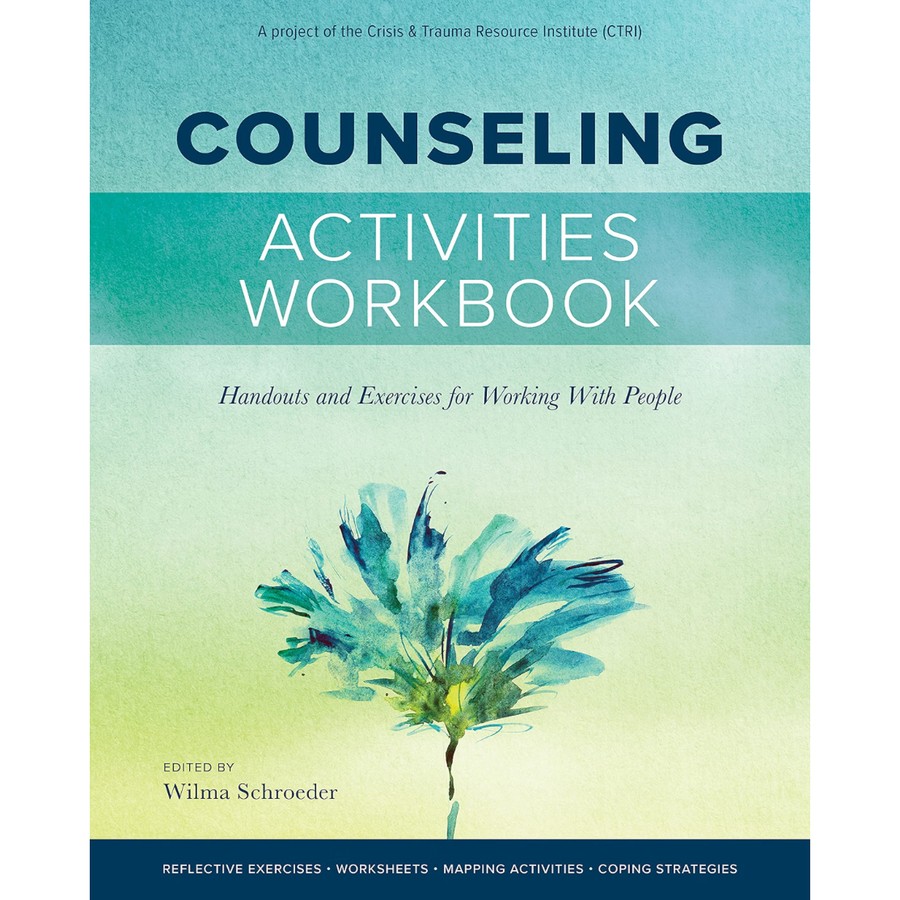 A project of the Crisis & Trauma Resource Institute (CTRI)
COUNSELING
ACTIVITIES
WORKBOOK
Handouts and Exercises for Working With People
EDITED BY
Wilma Schroeder
REFLECTIVE EXERCISES • WORKSHEETS • MAPPING ACTIVITIES • COPING STRATEGIES